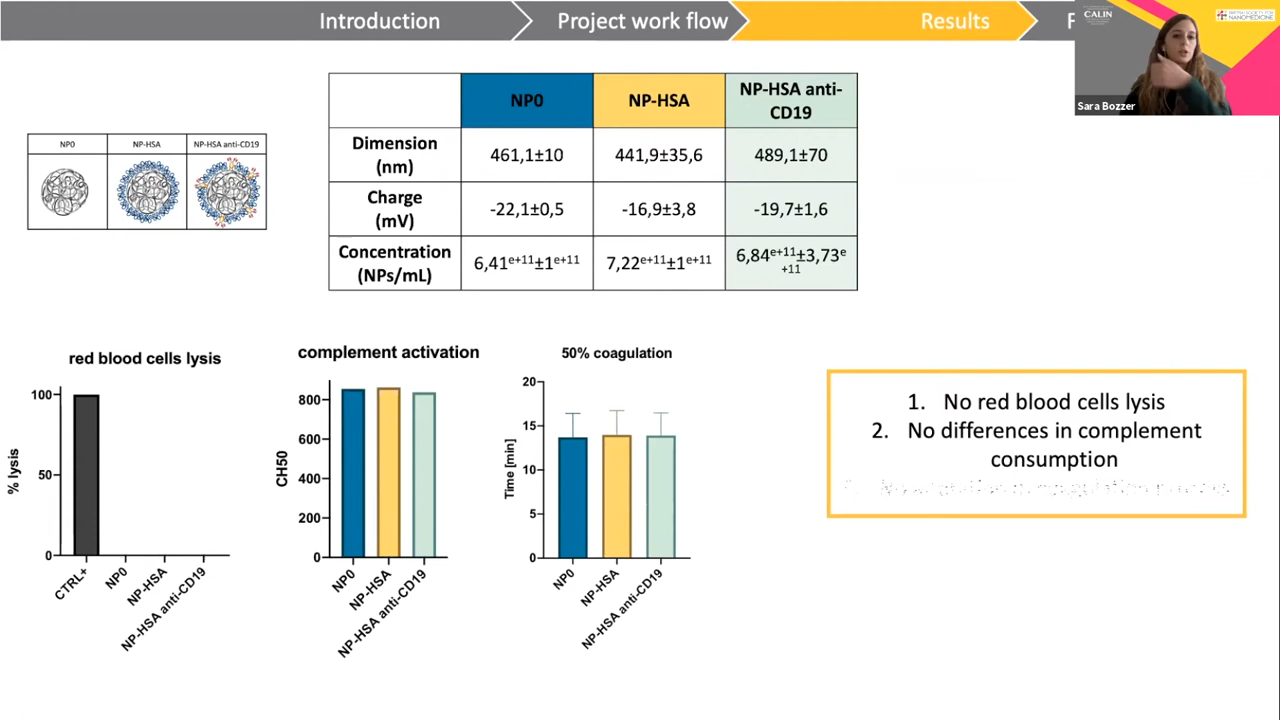 Introduction
Project work flow
Results
CALIN
NANOMEDICINE
Sara Bozzer
NP0
NP-HSA
NP-HSA anti-
CD19
Dimension
(nm)
461,1±10
441,9±35,6
489,1±70
Charge
(mV)
-22,1±0,5
-16,9±3,8
-19,7±1,6
Concentration
(NPs/mL)
6,41e+11±1e+11
7,22e+11±1e+11
6,84e+11±3,73e
+11
NP0
NP-HSA
NP-HSA anti-CD19
red blood cells lysis
% lysis
100
50
0
CTRL+
NP0
NP-HSA
NP-HSA anti-CD19
complement activation
CH50
800
600
400
200
0
NP0
NP-HSA
NP-HSA anti-CD19
50% coagulation
Time [min]
20
15
10
5
0
NP0
NP-HSA
NP-HSA anti-CD19
1. No red blood cells lysis
2. No differences in complement
consumption